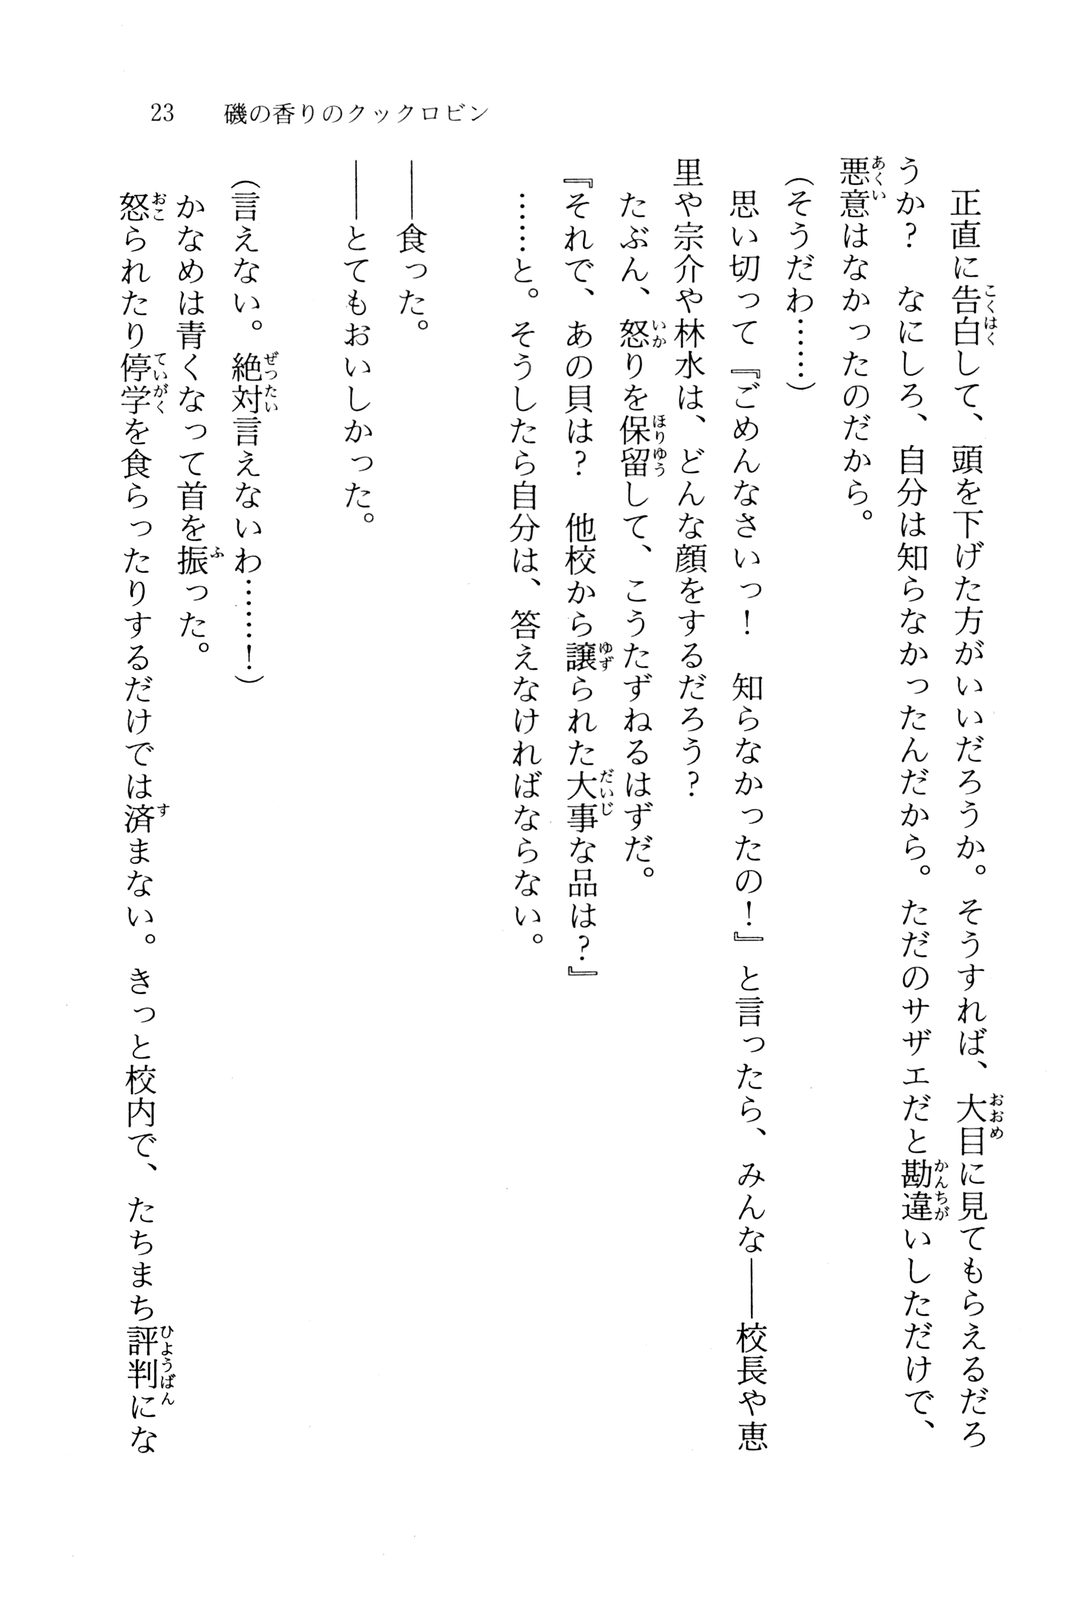 23　磯の香りのクックロビン
　正直に告白して、頭を下げた方がいいだろうか。そうすれば、大目に見てもらえるだろ
うか？　なにしろ、自分は知らなかったんだから。ただのサザエだと勘違いしただけで、
悪意はなかったのだから。
（そうだわ……）
　思い切って『ごめんなさいっ！　知らなかったの！』と言ったら、みんな――校長や恵
里や宗介や林水は、どんな顔をするだろう？
　たぶん、怒りを保留して、こうたずねるはずだ。
『それで、あの貝は？　他校から譲られた大事な品は？』
　……と。そうしたら自分は、答えなければならない。
――食った。
――とてもおいしかった。
（言えない。絶対言えないわ……！）
　かなめは青くなって首を振った。
　怒られたり停学を食らったりするだけでは済まない。きっと校内で、たちまち評判にな